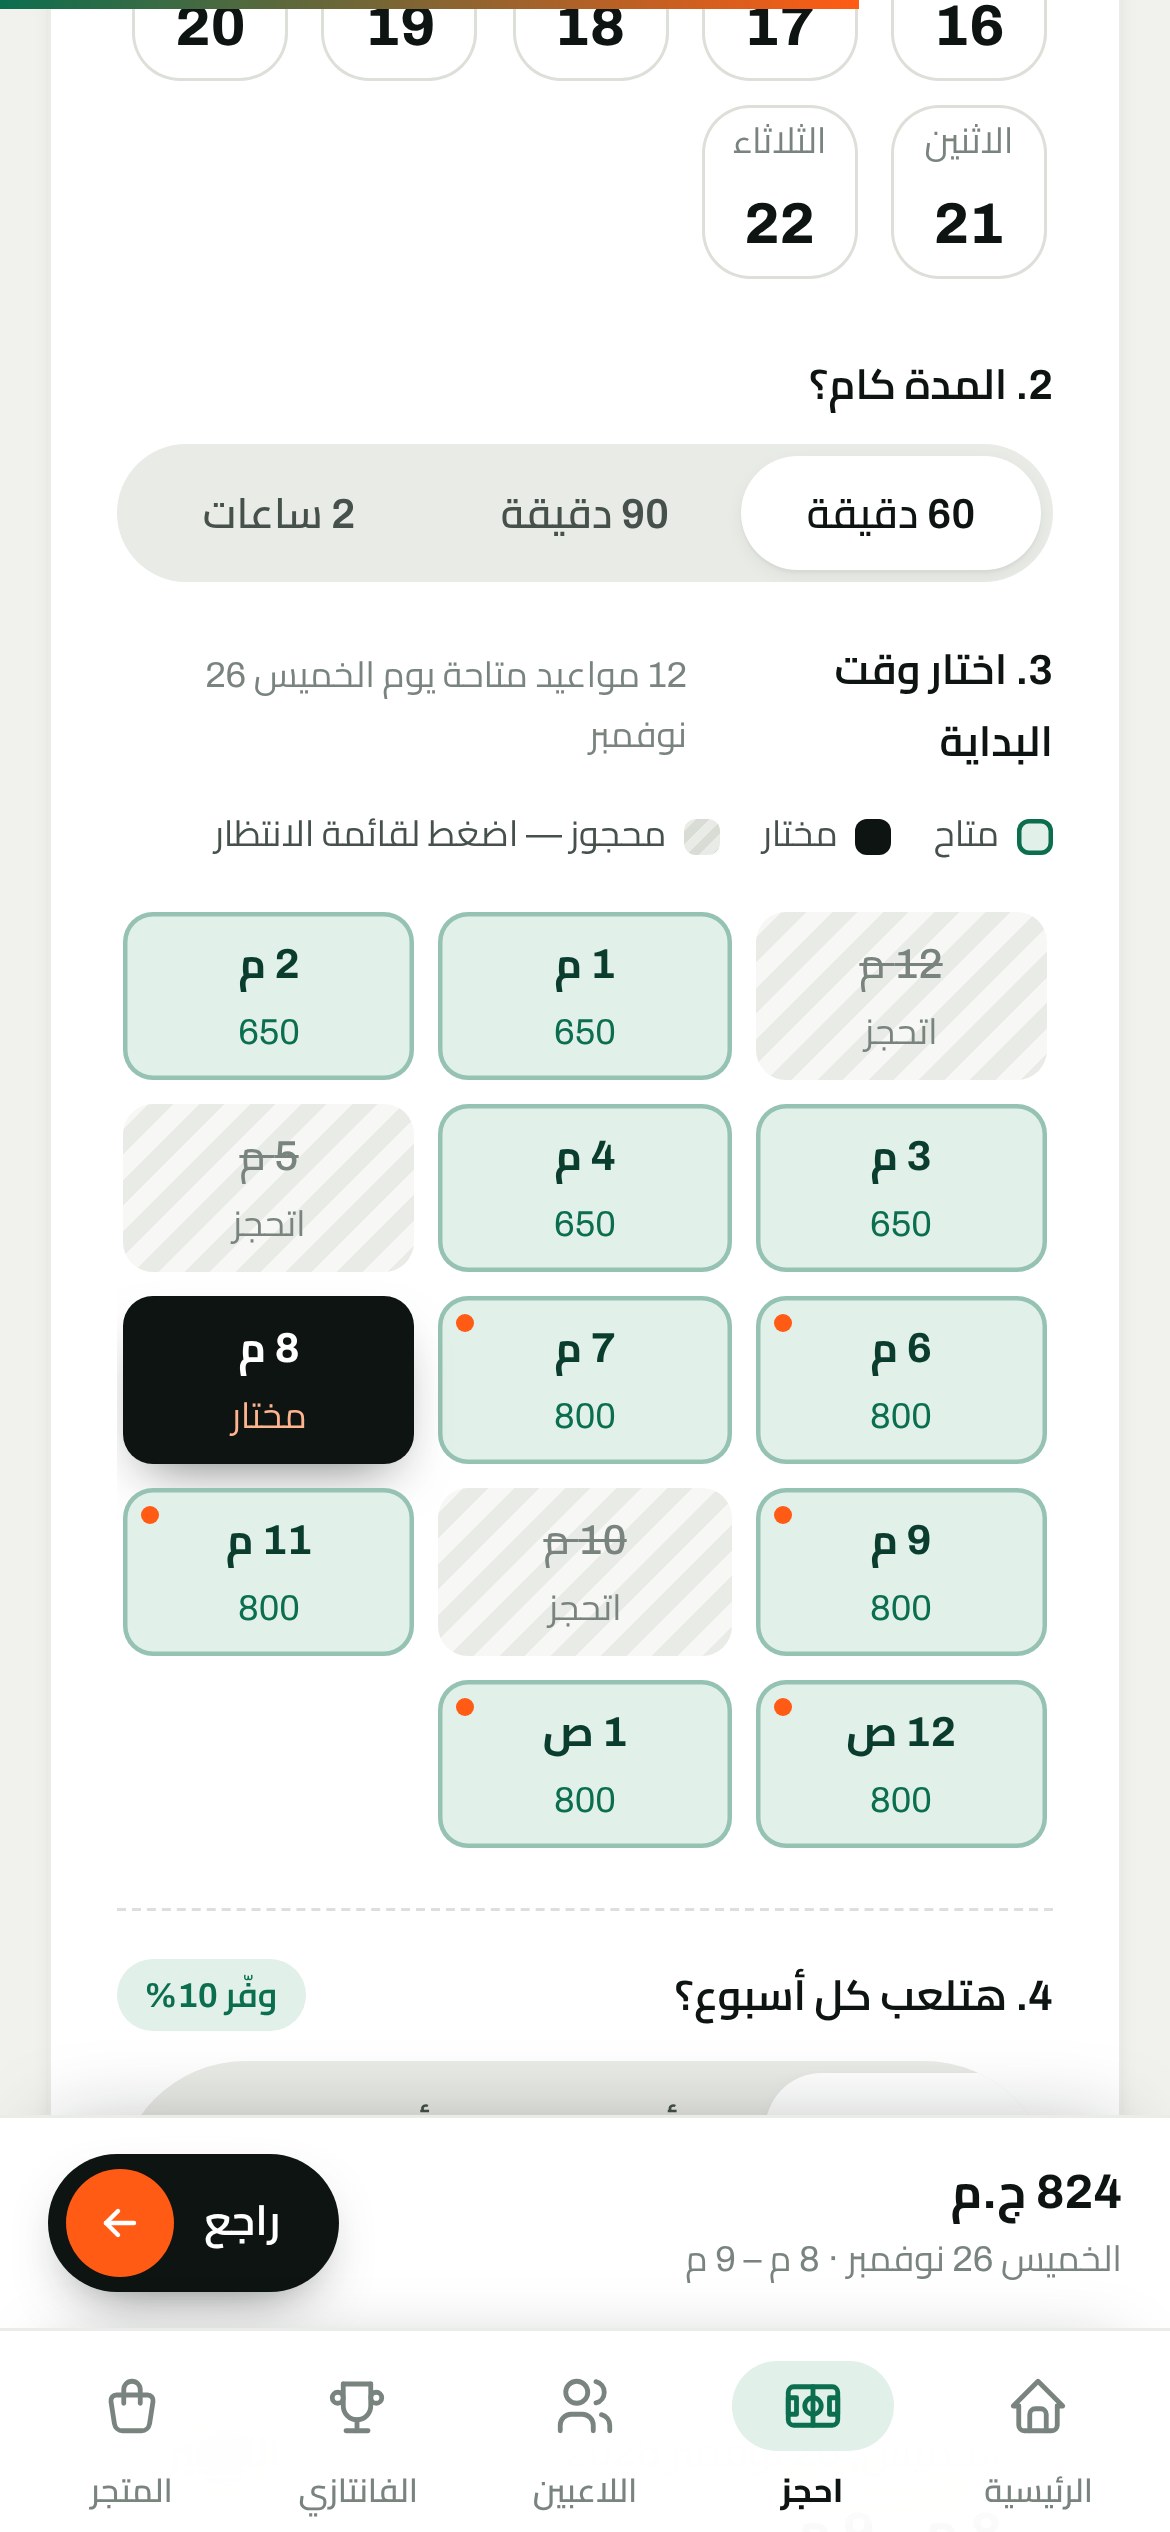 16 17 18 19 20
الاثنين الثلاثاء
21 22
2. المدة كام؟
60 دقيقة 90 دقيقة 2 ساعات
3. اختار وقت البداية
12 مواعيد متاحة يوم الخميس 26 نوفمبر
متاح مختار محجوز — اضغط لقائمة الانتظار
12 م 1 م 2 م
اتحجز 650 650
3 م 4 م 5 م
650 650 اتحجز
6 م 7 م 8 م
800 800 مختار
9 م 10 م 11 م
800 اتحجز 800
12 ص 1 ص
800 800
4. هتلعب كل أسبوع؟ وفّر 10%
824 ج.م
الخميس 26 نوفمبر · 8 م – 9 م
راجع
الرئيسية احجز اللاعبين الفانتازي المتجر